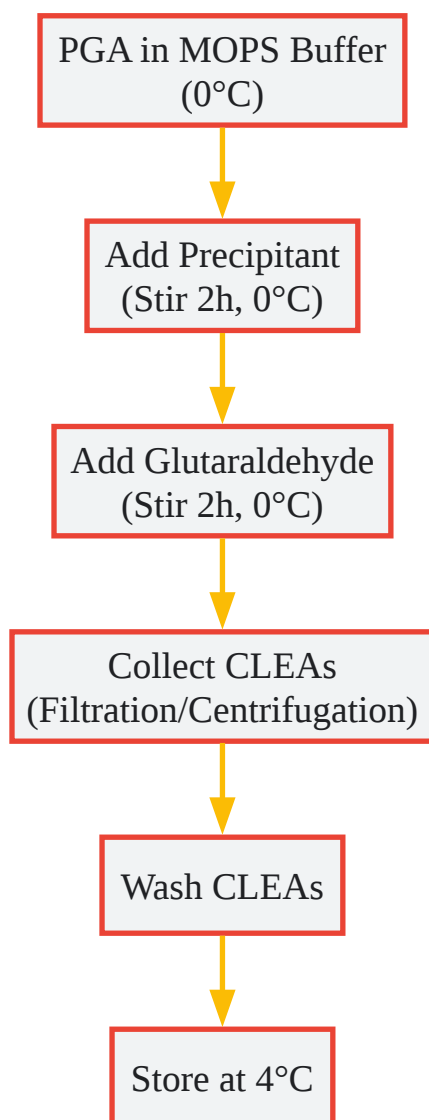 PGA in MOPS Buffer
(0°C)
Add Precipitant
(Stir 2h, 0°C)
Add Glutaraldehyde
(Stir 2h, 0°C)
Collect CLEAs
(Filtration/Centrifugation)
Wash CLEAs
Store at 4°C